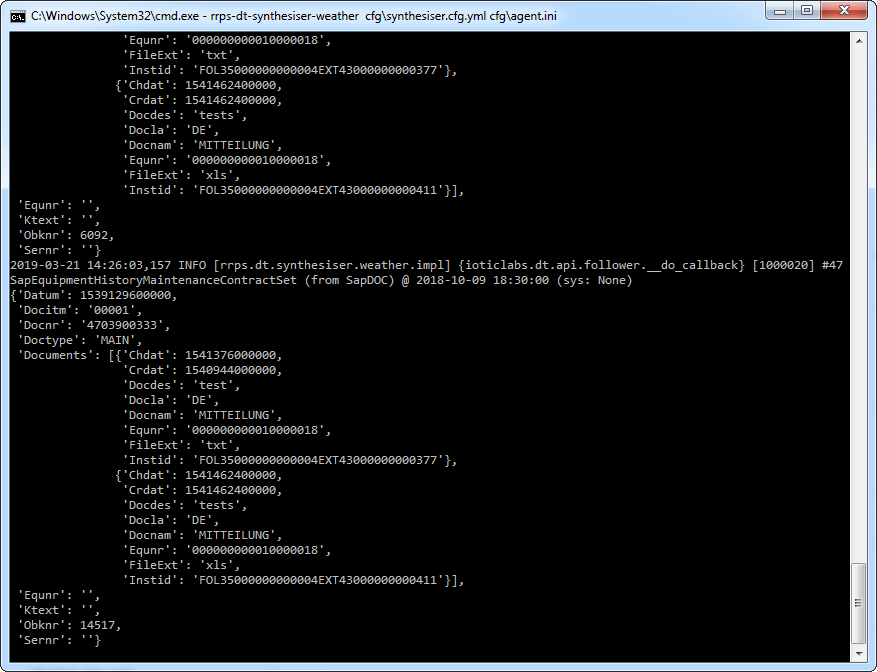 C:\Windows\System32\cmd.exe - rrps-dt-synthesiser-weather cfg\synthesiser.cfg.yml cfg\agent.ini
'Equnr': '000000000010000018',
'FileExt': 'txt',
'Instid': 'FOL35000000000004EXT43000000000377'},
{'Chdat': 1541462400000,
'Crdat': 1541462400000,
'Docdes': 'tests',
'Docla': 'DE',
'Docnam': 'MITTEILUNG',
'Equnr': '000000000010000018',
'FileExt': 'xls',
'Instid': 'FOL35000000000004EXT43000000000411'}],
'Equnr': '',
'Ktext': '',
'Obknr': 6092,
'Sernr': ''}
2019-03-21 14:26:03,157 INFO [rrps.dt.synthesiser.weather.impl] {ioticlabs.dt.api.follower.__do_callback} [1000020] #47
SapEquipmentHistoryMaintenanceContractSet (from SapDOC) @ 2018-10-09 18:30:00 (sys: None)
{'Datum': 1539129600000,
'Docitm': '00001',
'Docnr': '4703900333',
'Doctype': 'MAIN',
'Documents': [{'Chdat': 1541376000000,
'Crdat': 1540944000000,
'Docdes': 'test',
'Docla': 'DE',
'Docnam': 'MITTEILUNG',
'Equnr': '000000000010000018',
'FileExt': 'txt',
'Instid': 'FOL35000000000004EXT43000000000377'},
{'Chdat': 1541462400000,
'Crdat': 1541462400000,
'Docdes': 'tests',
'Docla': 'DE',
'Docnam': 'MITTEILUNG',
'Equnr': '000000000010000018',
'FileExt': 'xls',
'Instid': 'FOL35000000000004EXT43000000000411'}],
'Equnr': '',
'Ktext': '',
'Obknr': 14517,
'Sernr': ''}